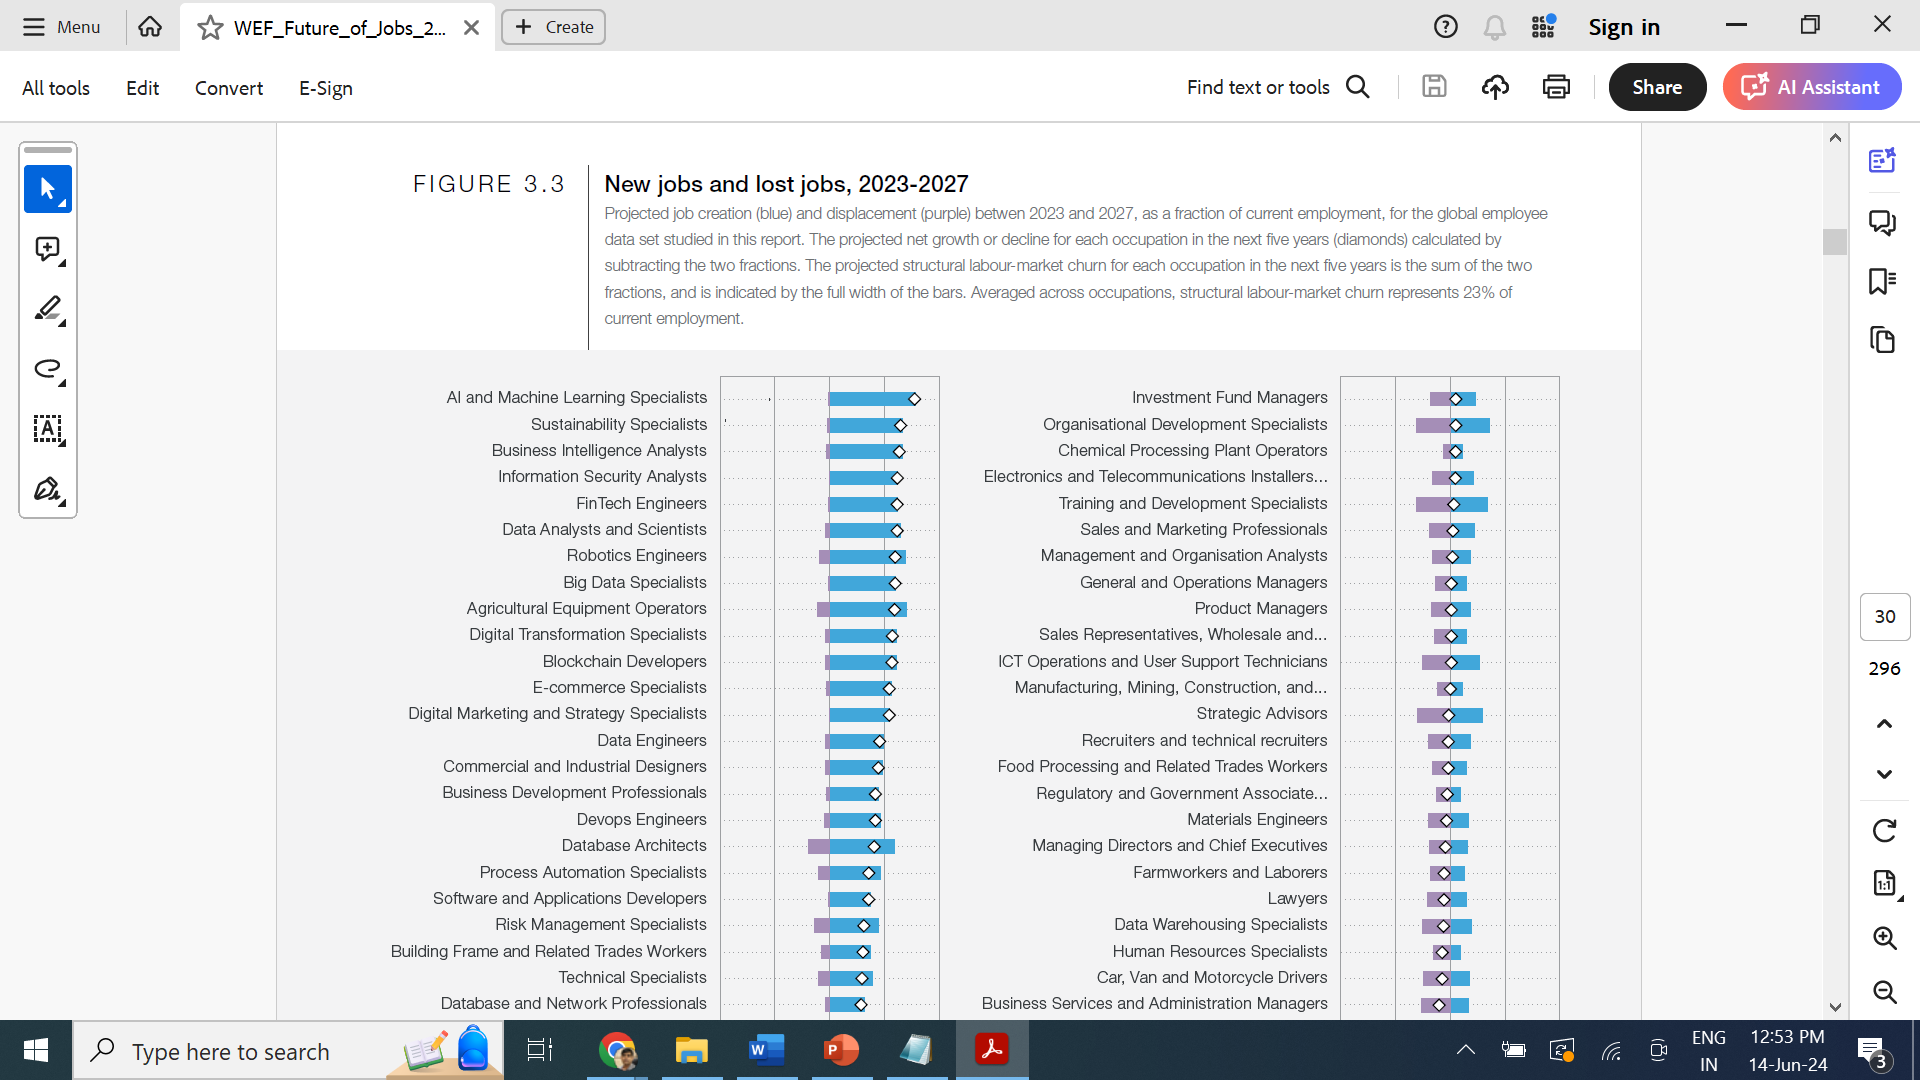 Menu
WEF_Future_of_Jobs_2...
Create
Sign in
All tools
Edit
Convert
E-Sign
Find text or tools
Share
AI Assistant
FIGURE 3.3
New jobs and lost jobs, 2023-2027
Projected job creation (blue) and displacement (purple) betwen 2023 and 2027, as a fraction of current employment, for the global employee
data set studied in this report. The projected net growth or decline for each occupation in the next five years (diamonds) calculated by
subtracting the two fractions. The projected structural labour-market churn for each occupation in the next five years is the sum of the two
fractions, and is indicated by the full width of the bars. Averaged across occupations, structural labour-market churn represents 23% of
current employment.
AI and Machine Learning Specialists
Sustainability Specialists
Business Intelligence Analysts
Information Security Analysts
FinTech Engineers
Data Analysts and Scientists
Robotics Engineers
Big Data Specialists
Agricultural Equipment Operators
Digital Transformation Specialists
Blockchain Developers
E-commerce Specialists
Digital Marketing and Strategy Specialists
Data Engineers
Commercial and Industrial Designers
Business Development Professionals
Devops Engineers
Database Architects
Process Automation Specialists
Software and Applications Developers
Risk Management Specialists
Building Frame and Related Trades Workers
Technical Specialists
Database and Network Professionals
Investment Fund Managers
Organisational Development Specialists
Chemical Processing Plant Operators
Electronics and Telecommunications Installers...
Training and Development Specialists
Sales and Marketing Professionals
Management and Organisation Analysts
General and Operations Managers
Product Managers
Sales Representatives, Wholesale and...
ICT Operations and User Support Technicians
Manufacturing, Mining, Construction, and...
Strategic Advisors
Recruiters and technical recruiters
Food Processing and Related Trades Workers
Regulatory and Government Associate...
Materials Engineers
Managing Directors and Chief Executives
Farmworkers and Laborers
Lawyers
Data Warehousing Specialists
Human Resources Specialists
Car, Van and Motorcycle Drivers
Business Services and Administration Managers
30
296
1:1
Type here to search
ENG
IN
12:53 PM
14-Jun-24
3